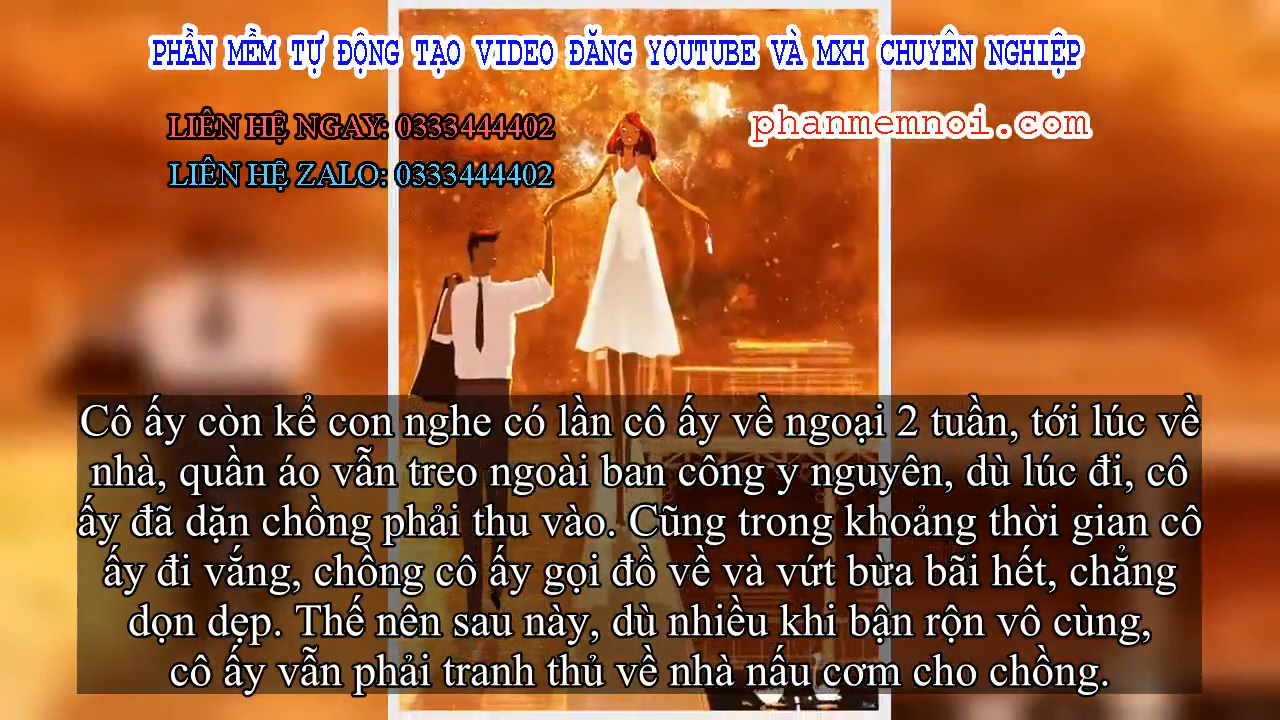 PHẦN MỀM TỰ ĐỘNG TẠO VIDEO ĐĂNG YOUTUBE VÀ MXH CHUYÊN NGHIỆP
LIÊN HỆ NGAY: 0333444402
phanmemnoi.com
LIÊN HỆ ZALO: 0333444402
Cô ấy còn kể con nghe có lần cô ấy về ngoại 2 tuần, tới lúc về
nhà, quần áo vẫn treo ngoài ban công y nguyên, dù lúc đi, cô
ấy đã dặn chồng phải thu vào. Cũng trong khoảng thời gian cô
ấy đi vắng, chồng cô ấy gọi đồ về và vứt bừa bãi hết, chẳng
dọn dẹp. Thế nên sau này, dù nhiều khi bận rộn vô cùng,
cô ấy vẫn phải tranh thủ về nhà nấu cơm cho chồng.